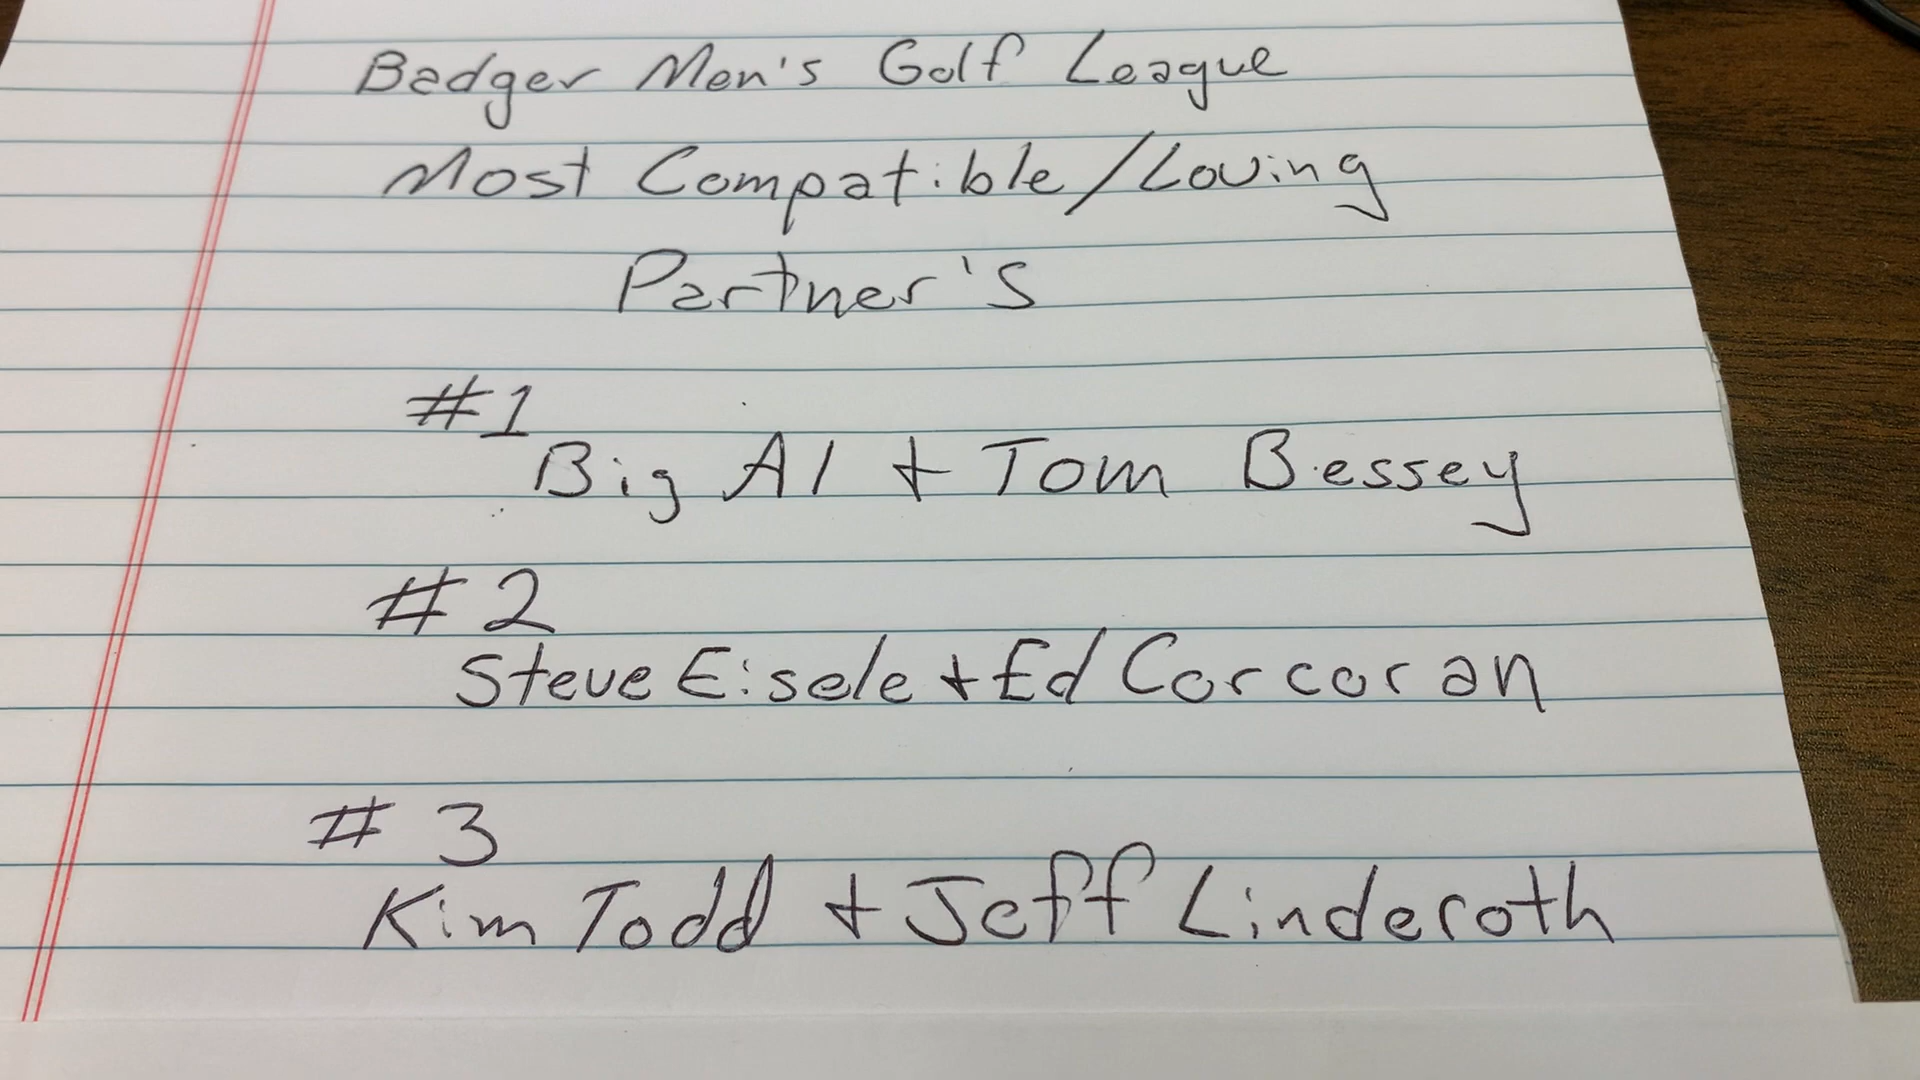 Badger Men's Golf League
Most Compatible/Loving
Partner's
#1
Big Al + Tom Bessey
#2
Steve Eisele + Ed Corcoran
#3
Kim Todd + Jeff Linderoth